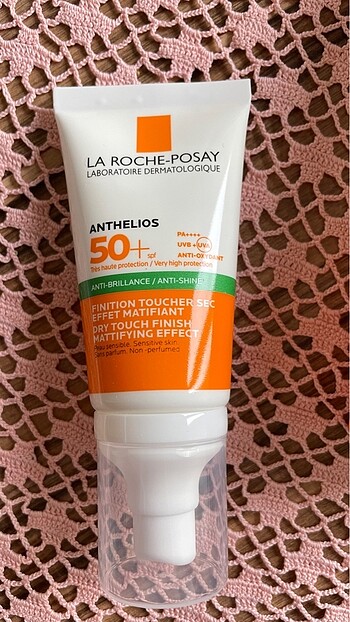 LA ROCHE-POSAY
LABORATOIRE DERMATOLOGIQUE
ANTHELIOS
50+ spf
PA++++
UVB + UVA
ANTI-OXYDANT
Très haute protection / Very high protection
ANTI-BRILLANCE / ANTI-SHINE
FINITION TOUCHER SEC
EFFET MATIFIANT
DRY TOUCH FINISH
MATTIFYING EFFECT
Peau sensible. Sensitive skin.
Sans parfum. Non-perfumed.